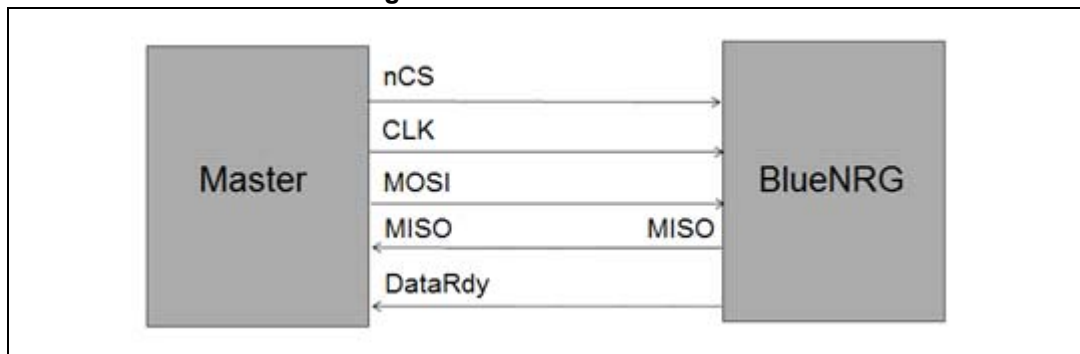 nCS
CLK
Master
MOSI
BlueNRG
MISO MISO
DataRdy